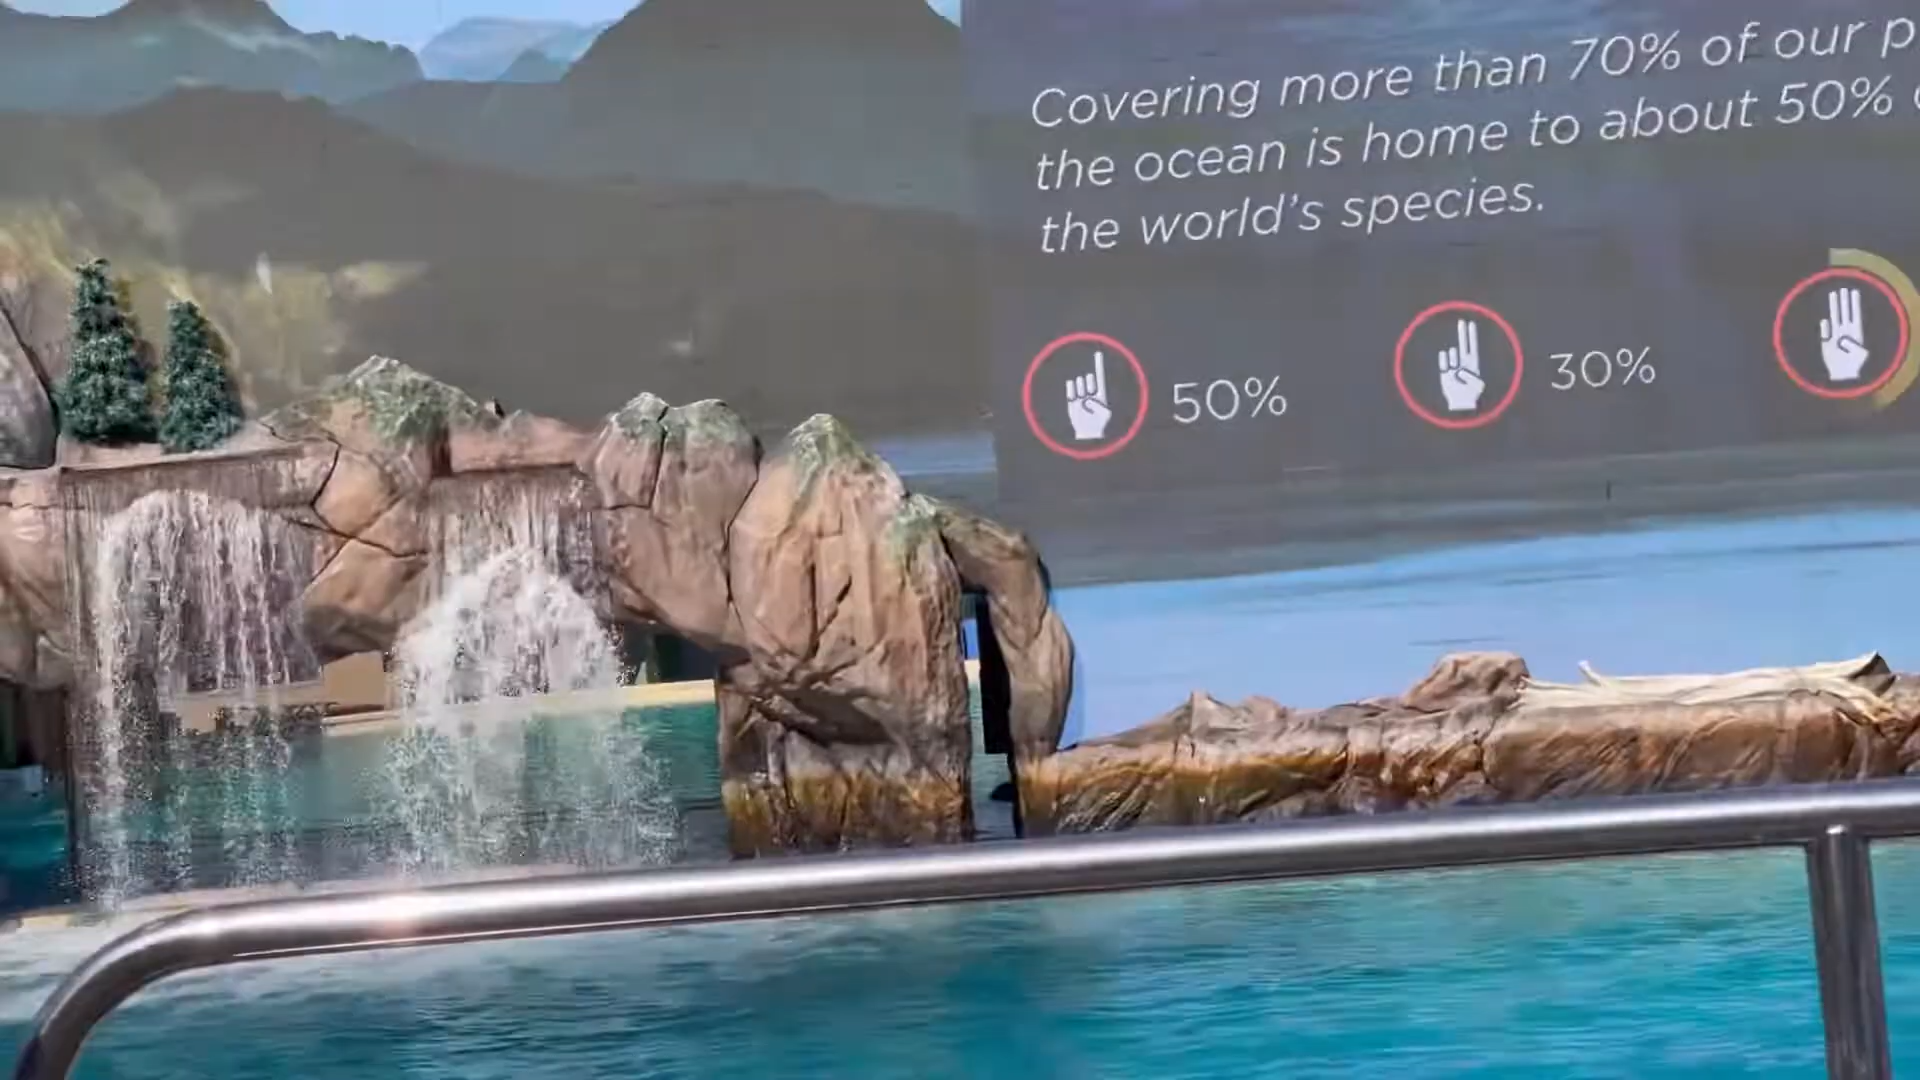 Covering more than 70% of our
the ocean is home to about 50%
the world's species.
50%
30%